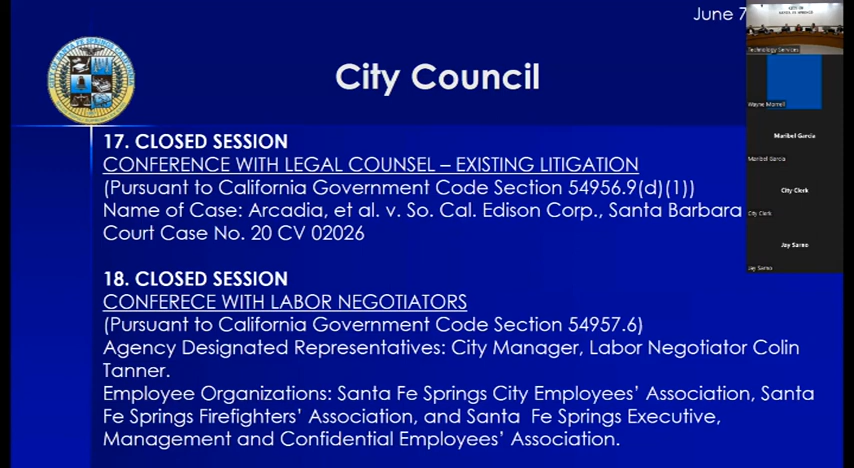 June 7
City Council
17. CLOSED SESSION
CONFERENCE WITH LEGAL COUNSEL – EXISTING LITIGATION
(Pursuant to California Government Code Section 54956.9(d)(1))
Name of Case: Arcadia, et al. v. So. Cal. Edison Corp., Santa Barbara
Court Case No. 20 CV 02026
18. CLOSED SESSION
CONFERECE WITH LABOR NEGOTIATORS
(Pursuant to California Government Code Section 54957.6)
Agency Designated Representatives: City Manager, Labor Negotiator Colin
Tanner.
Employee Organizations: Santa Fe Springs City Employees’ Association, Santa
Fe Springs Firefighters’ Association, and Santa Fe Springs Executive,
Management and Confidential Employees’ Association.
CITY OF
SANTA FE SPRINGS
Technology Services
Wayne Morrell
Maribel Garcia
Maribel Garcia
City Clerk
City Clerk
Jay Sarno
Jay Sarno